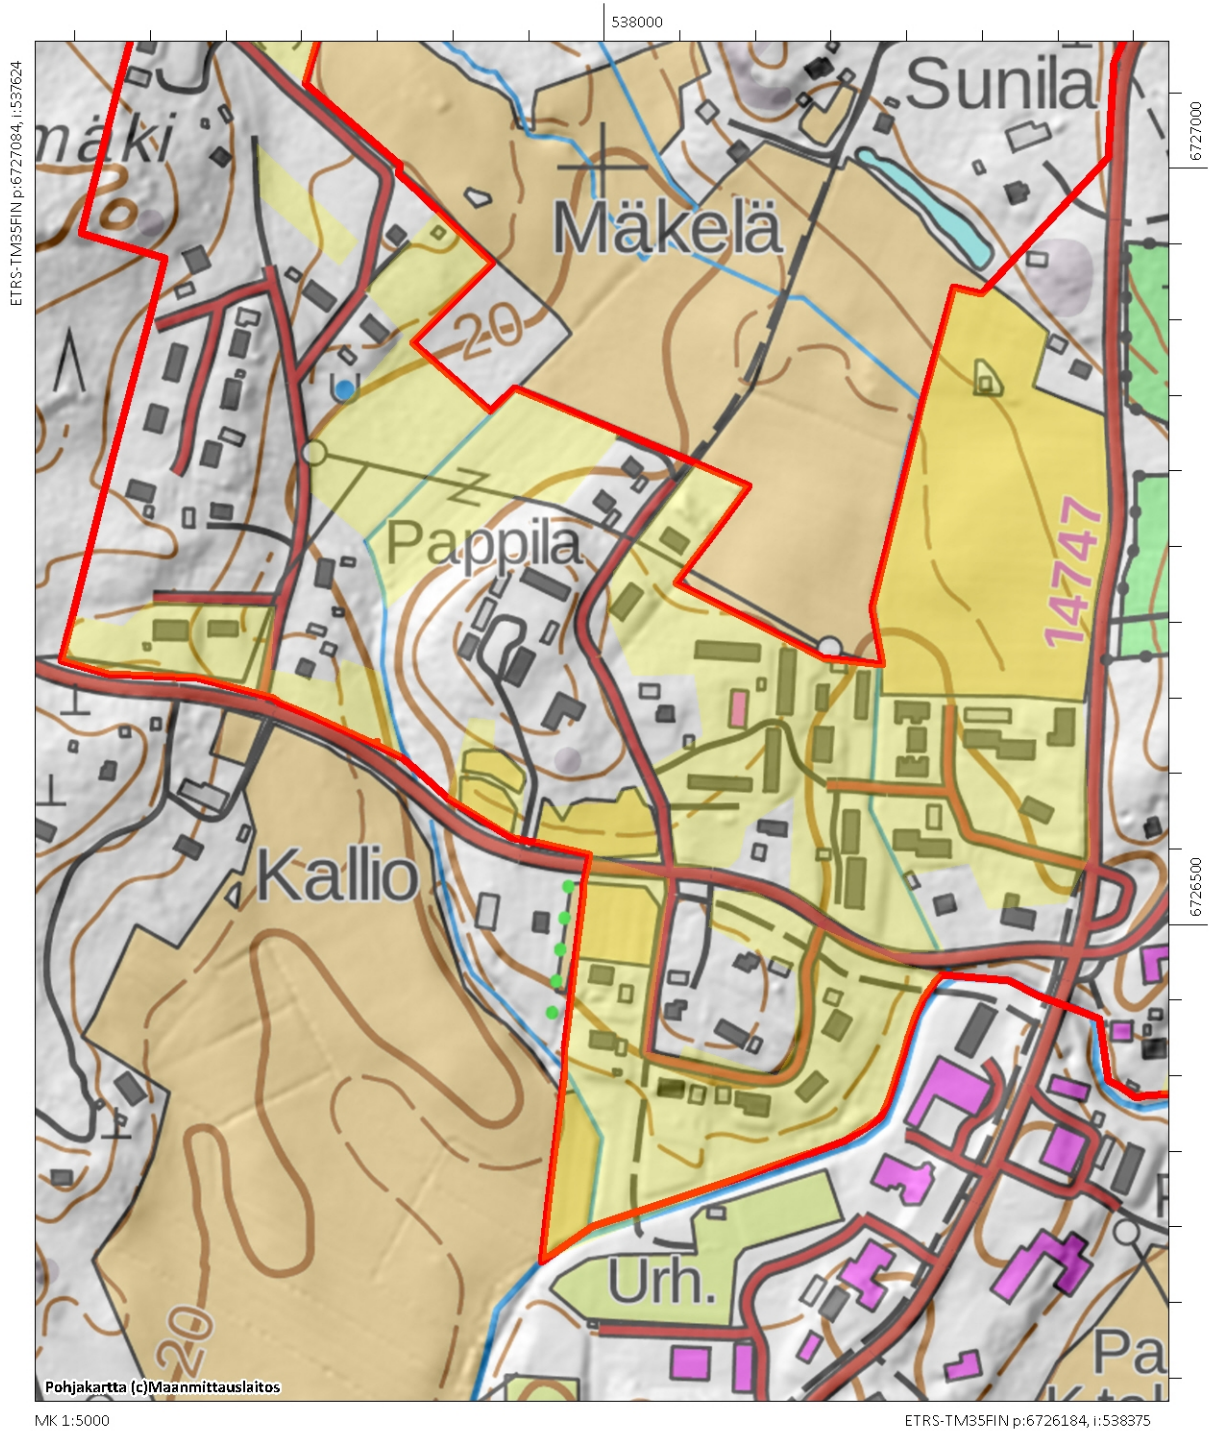 538000
ETRS-TM35FIN p:6727084, i:537624
6727000
Sunila
mäki
Mäkelä
20
U
Pappila
14747
Kallio
6726500
Urh.
20
Pa
Pohjakartta (c)Maanmittauslaitos
MK 1:5000
ETRS-TM35FIN p:6726184, i:538375